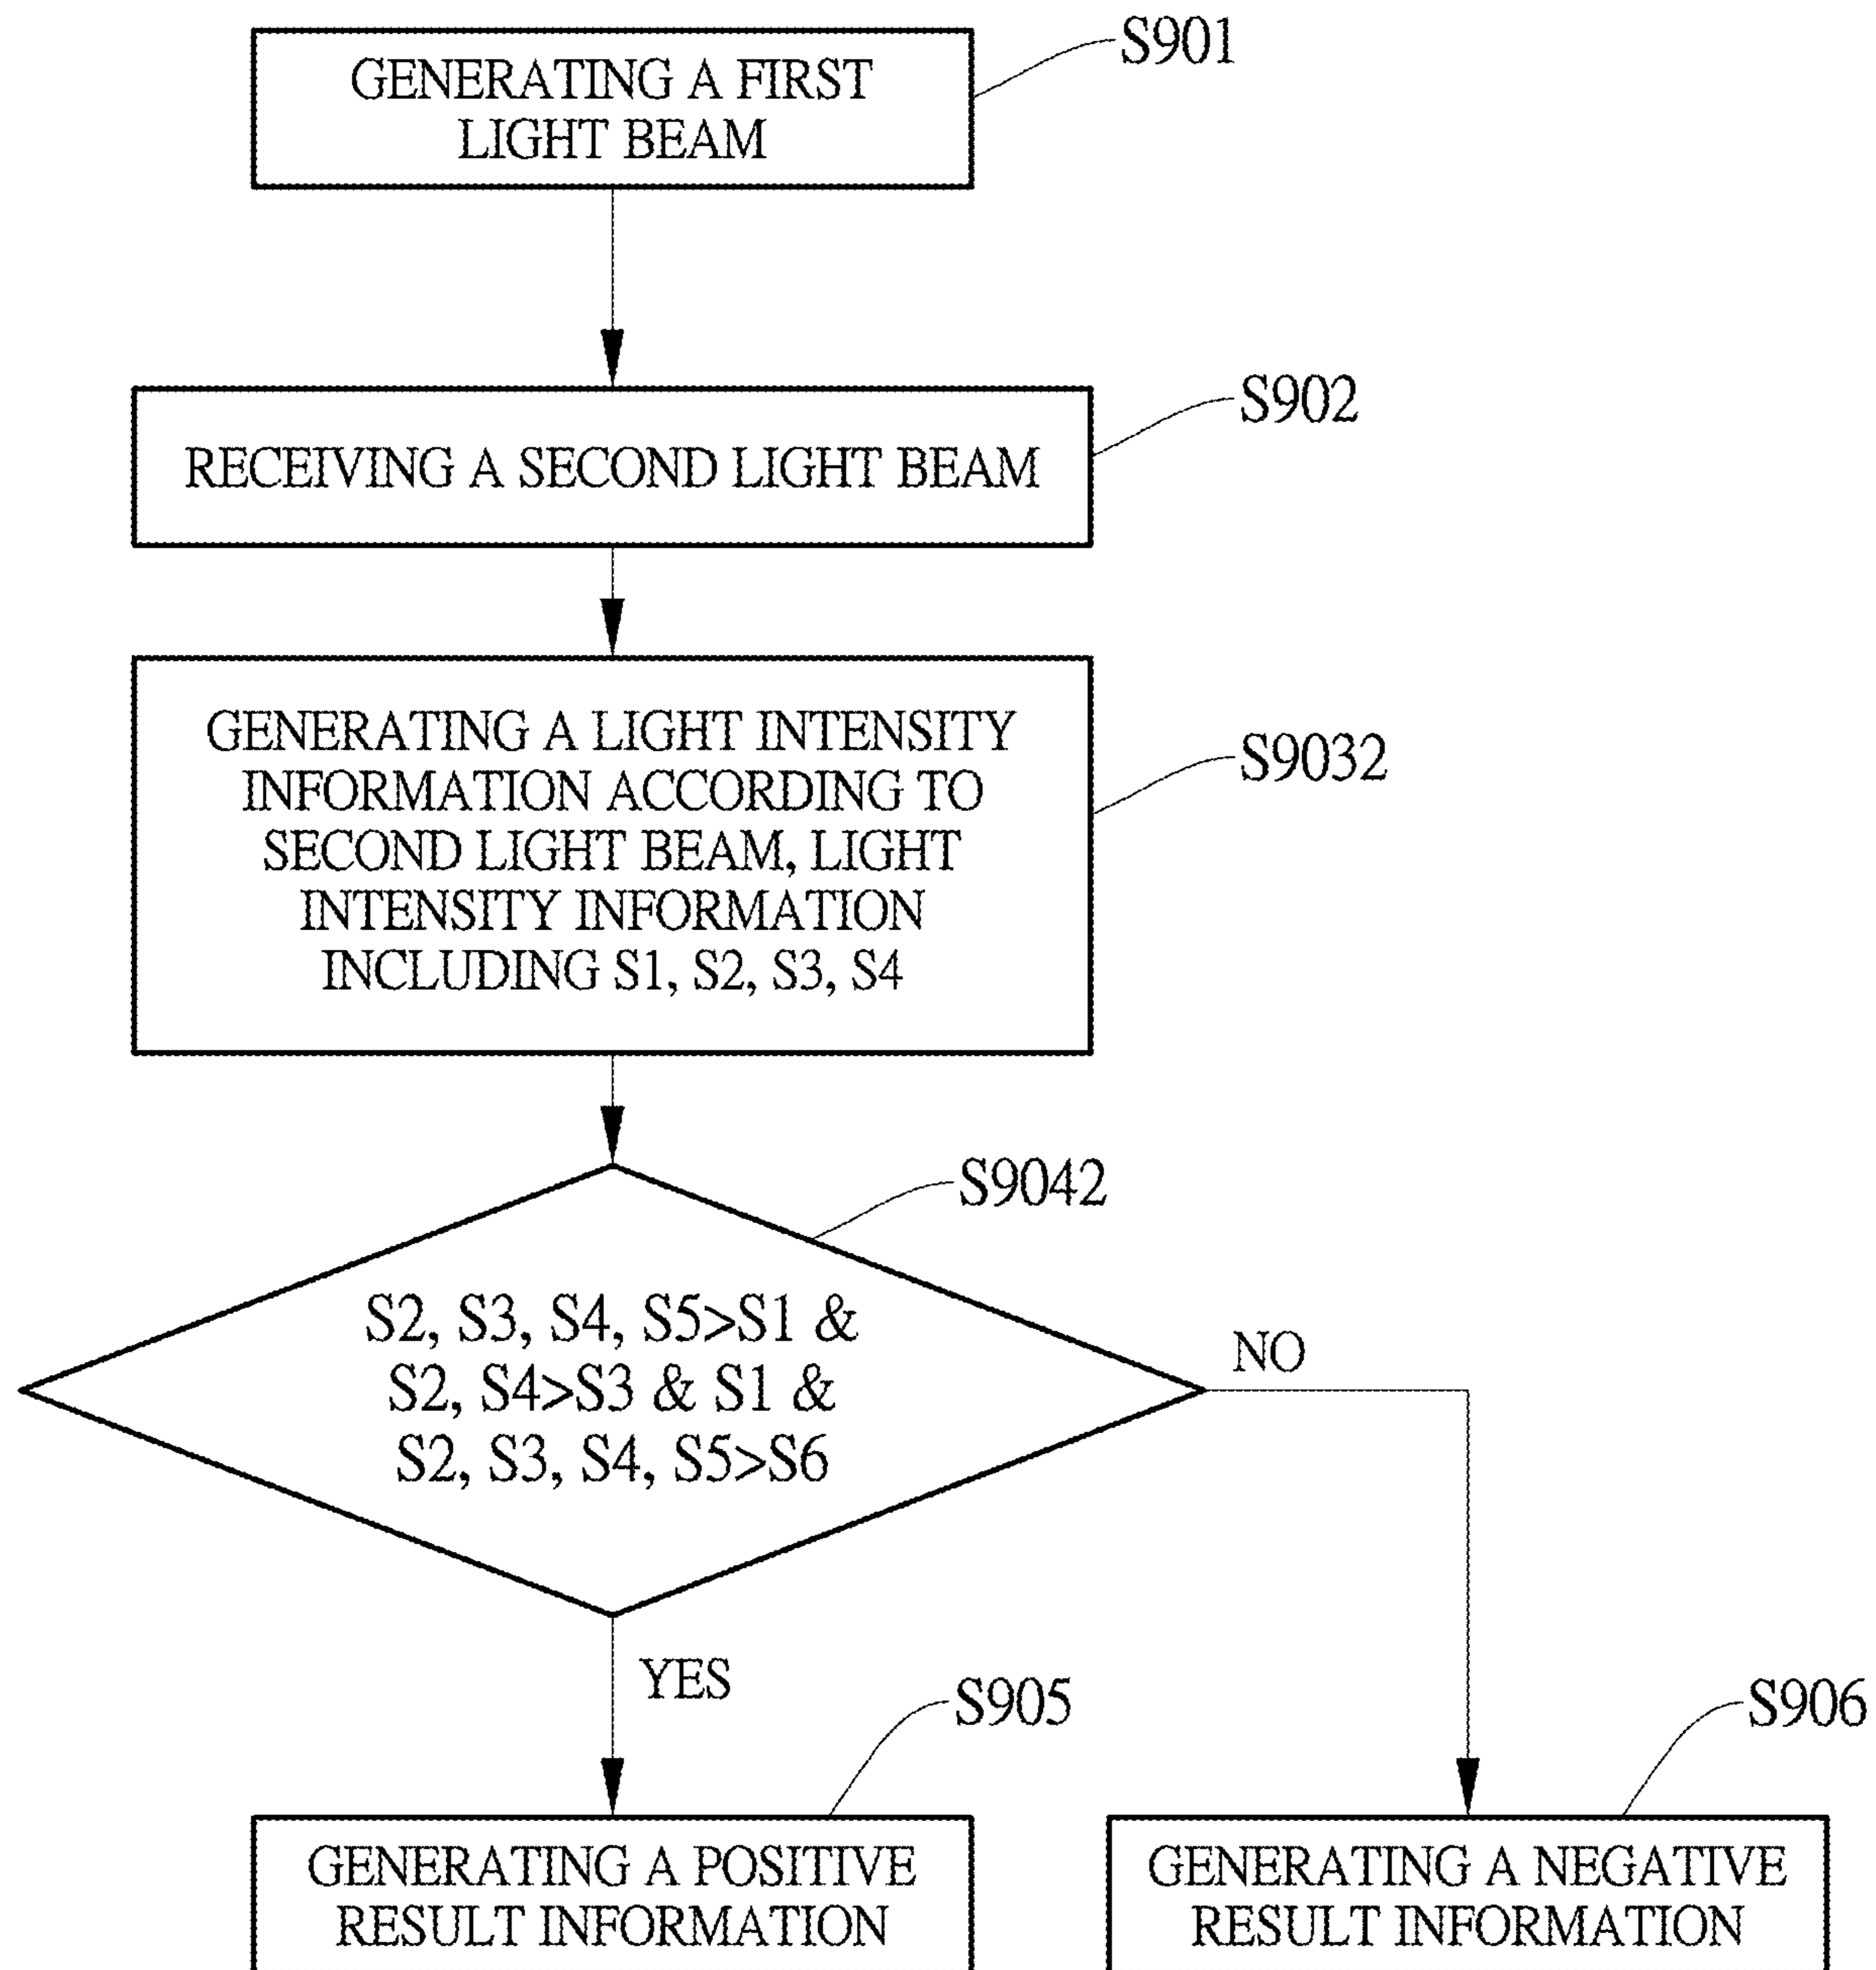 S901
GENERATING A FIRST
LIGHT BEAM
S902
RECEIVING A SECOND LIGHT BEAM
S9032
GENERATING A LIGHT INTENSITY
INFORMATION ACCORDING TO
SECOND LIGHT BEAM, LIGHT
INTENSITY INFORMATION
INCLUDING S1, S2, S3, S4
S9042
S2, S3, S4, S5>S1 &
S2, S4>S3 & S1 &
S2, S3, S4, S5>S6
NO
YES
S905
GENERATING A POSITIVE
RESULT INFORMATION
S906
GENERATING A NEGATIVE
RESULT INFORMATION